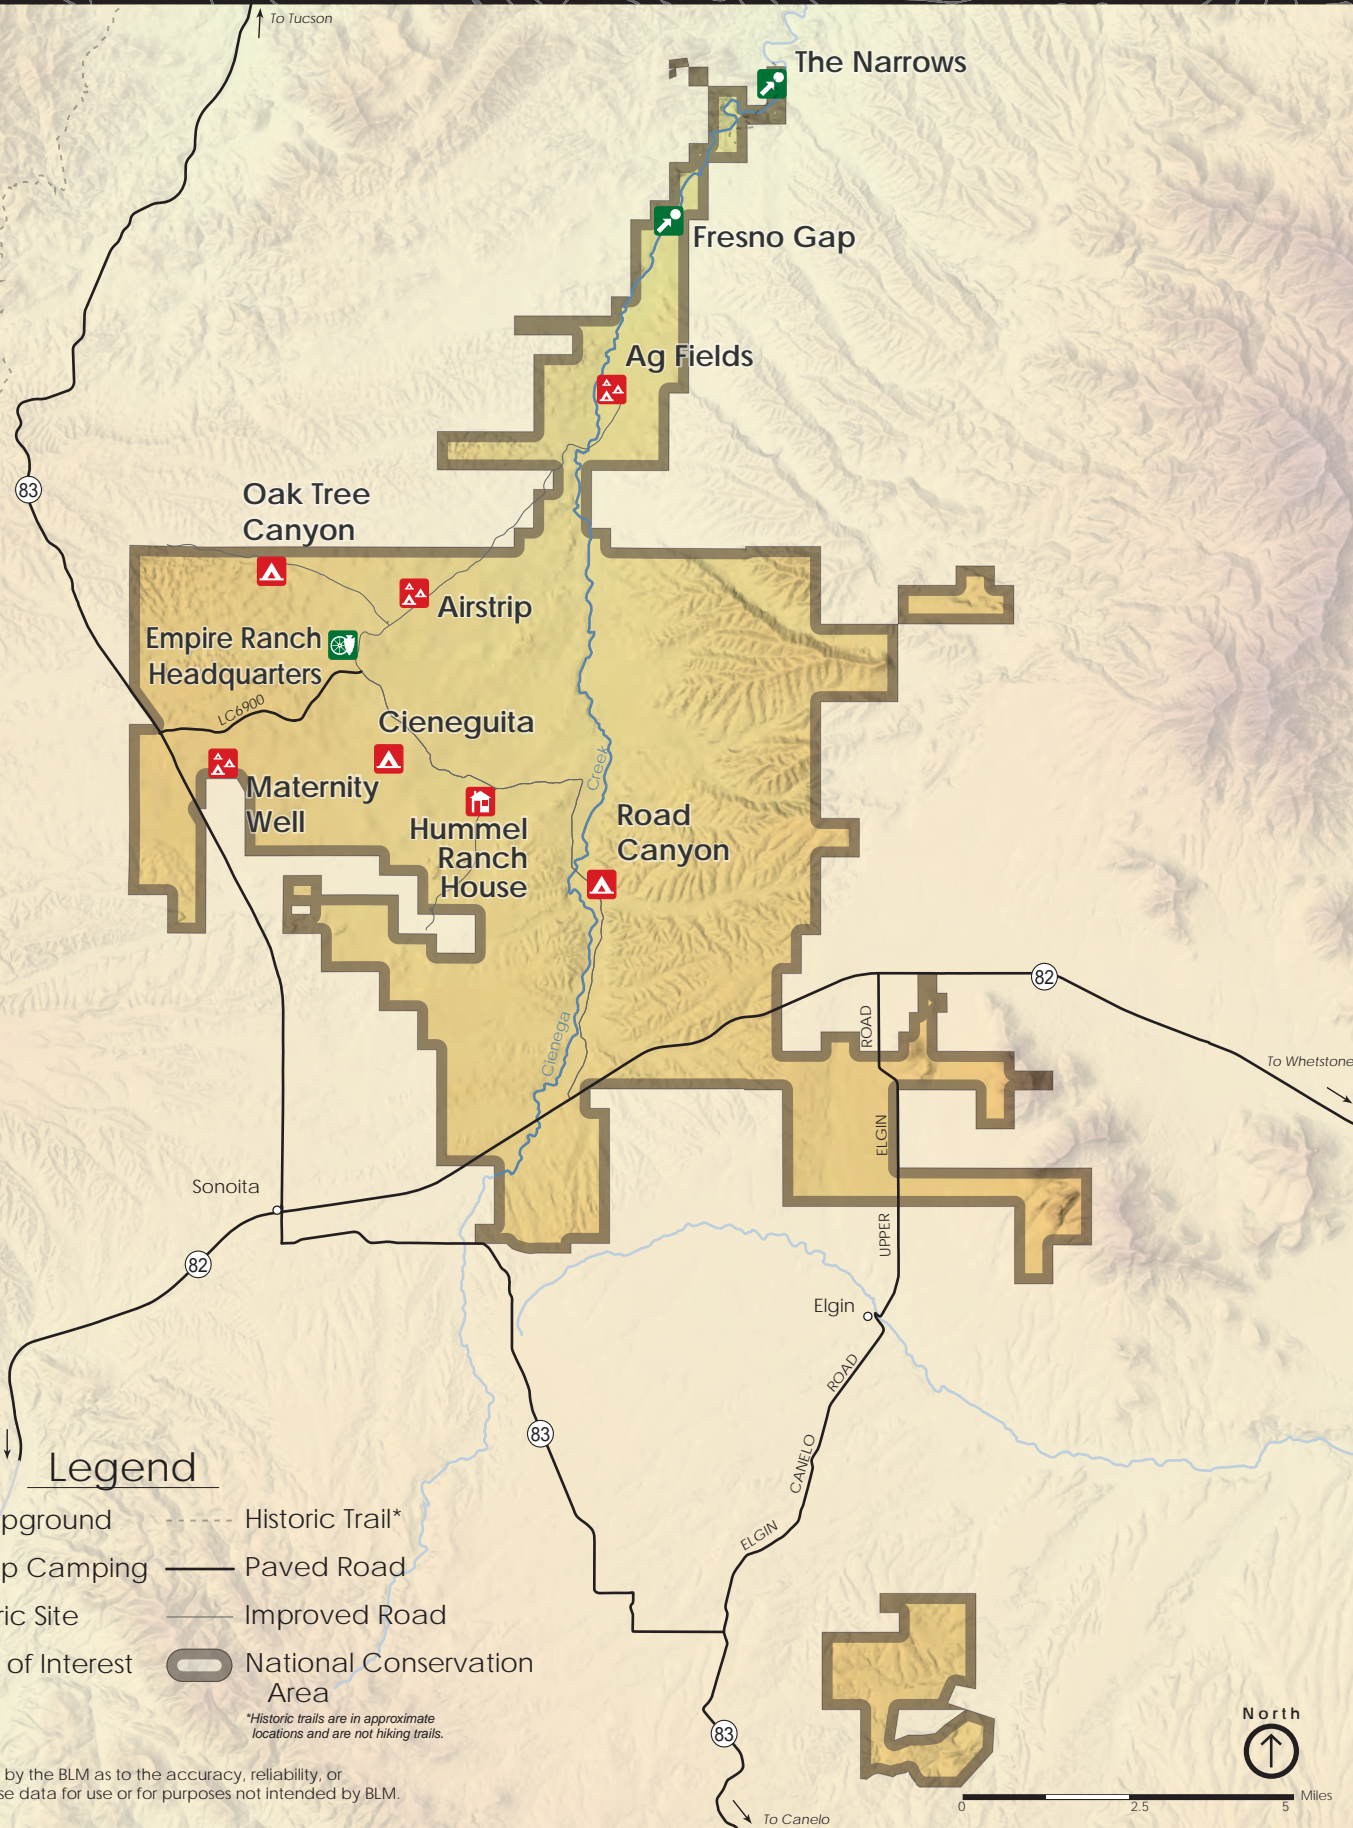 To Tucson
The Narrows
Fresno Gap
Ag Fields
83
Oak Tree
Canyon
Airstrip
Empire Ranch
Headquarters
LC6900
Cieneguita
Creek
Maternity
Well
Road
Canyon
Hummel
Ranch
House
82
ROAD
Cienega
To Whetstone
ELGIN
Sonoita
UPPER
82
Elgin
ROAD
83
CANELO
ELGIN
Legend
pground
Historic Trail*
p Camping
Paved Road
ric Site
Improved Road
of Interest
National Conservation
Area
*Historic trails are in approximate
locations and are not hiking trails.
North
83
by the BLM as to the accuracy, reliability, or
se data for use or for purposes not intended by BLM.
Miles
0 2.5 5
To Canelo